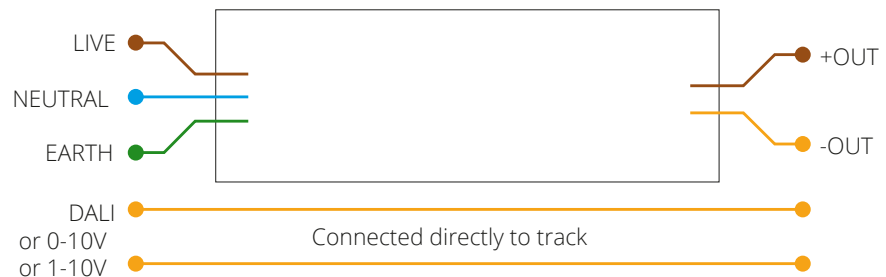 LIVE
+OUT
NEUTRAL
EARTH
-OUT
DALI
or 0-10V
or 1-10V
Connected directly to track